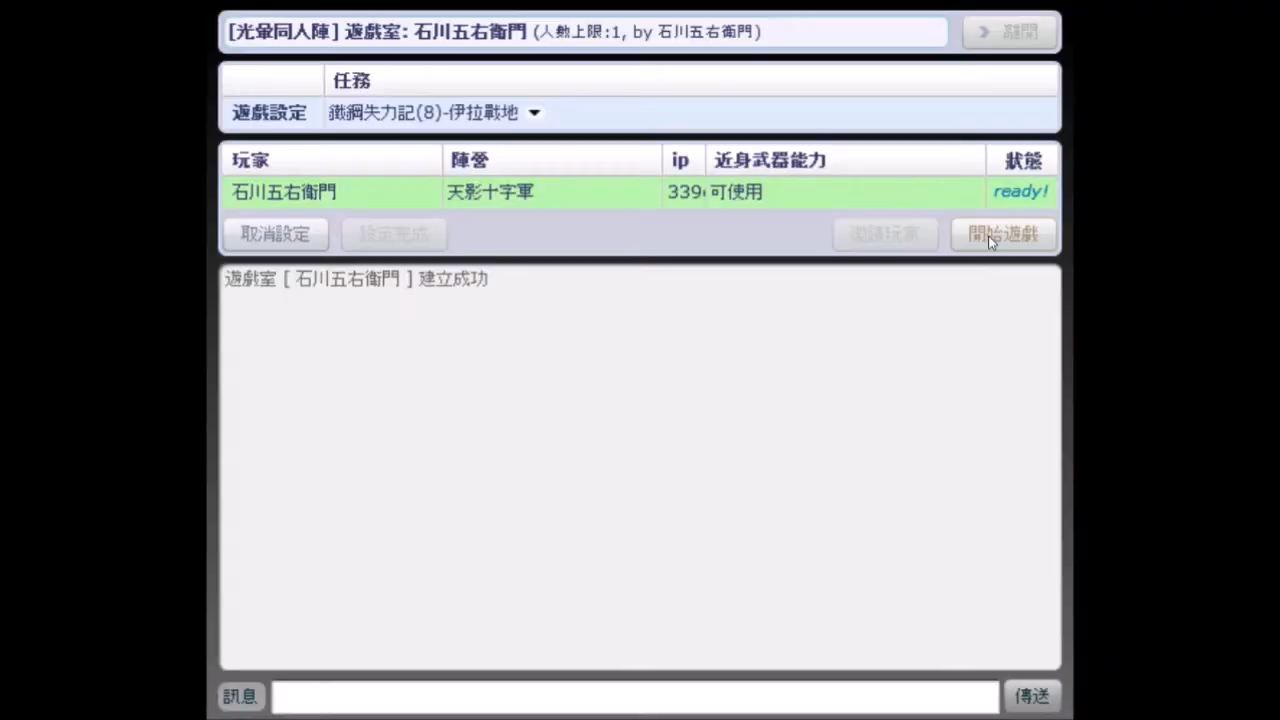 [光暈同人陣] 遊戲室: 石川五右衛門 (人數上限:1, by 石川五右衛門)
離開
任務
遊戲設定 鐵鋼失力記(8)-伊拉戰地
玩家 陣營 ip 近身武器能力 狀態
石川五右衛門 天影十字軍 339 可使用 ready!
取消設定 設定完成 邀請玩家 開始遊戲
遊戲室 [ 石川五右衛門 ] 建立成功
訊息 傳送